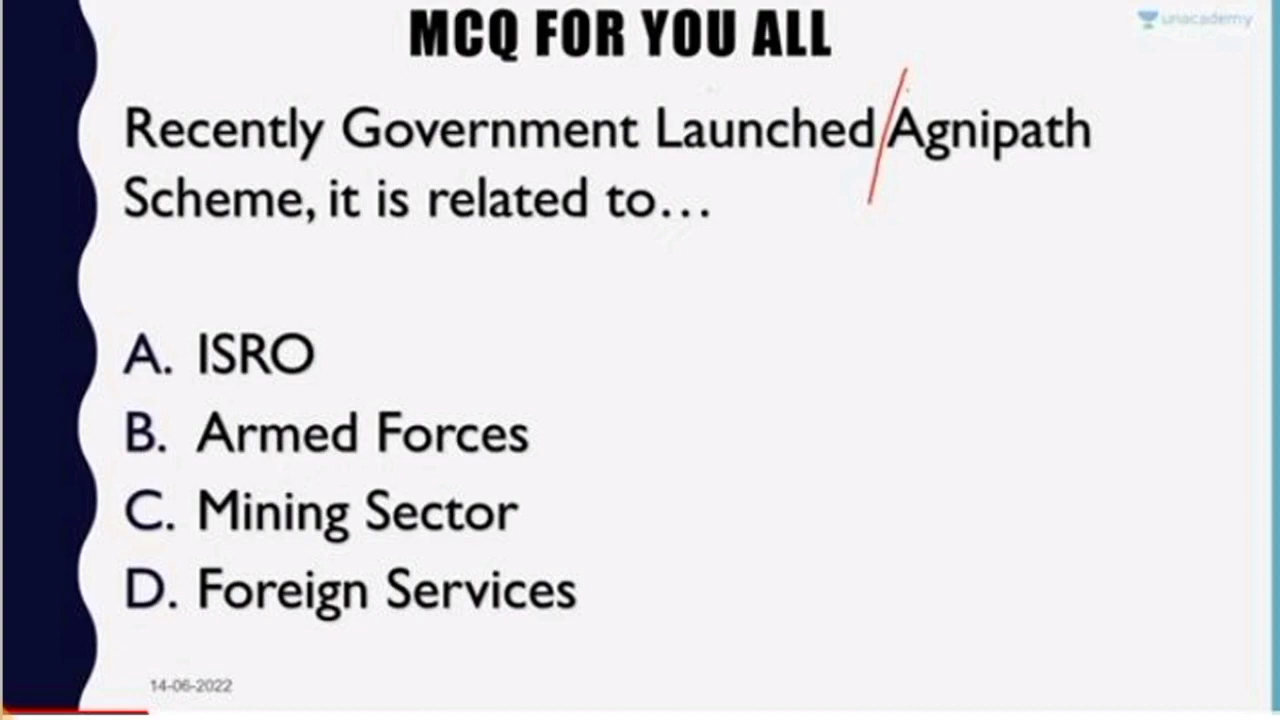 MCQ FOR YOU ALL
unacademy
Recently Government Launched Agnipath
Scheme, it is related to...
A. ISRO
B. Armed Forces
C. Mining Sector
D. Foreign Services
14-06-2022